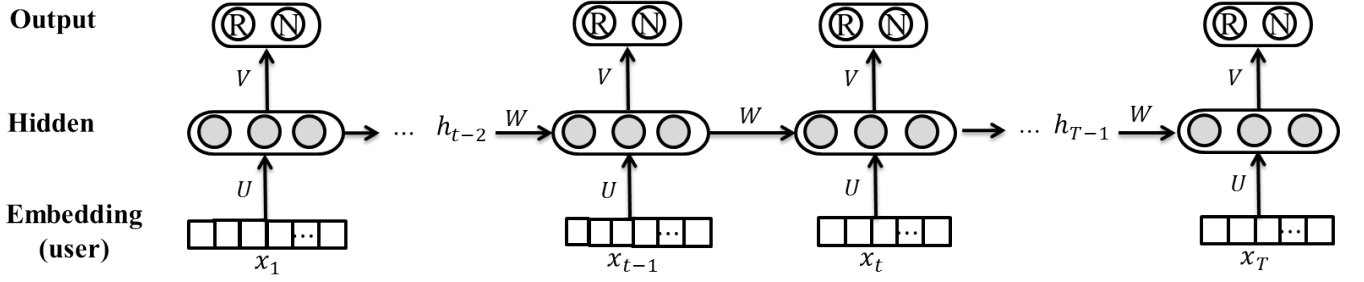 Output R N R N R N R N
V V V V
Hidden ... h_{t-2} W W ... h_{T-1} W
U U U U
Embedding
(user)
... ... ... ...
x_1 x_{t-1} x_t x_T